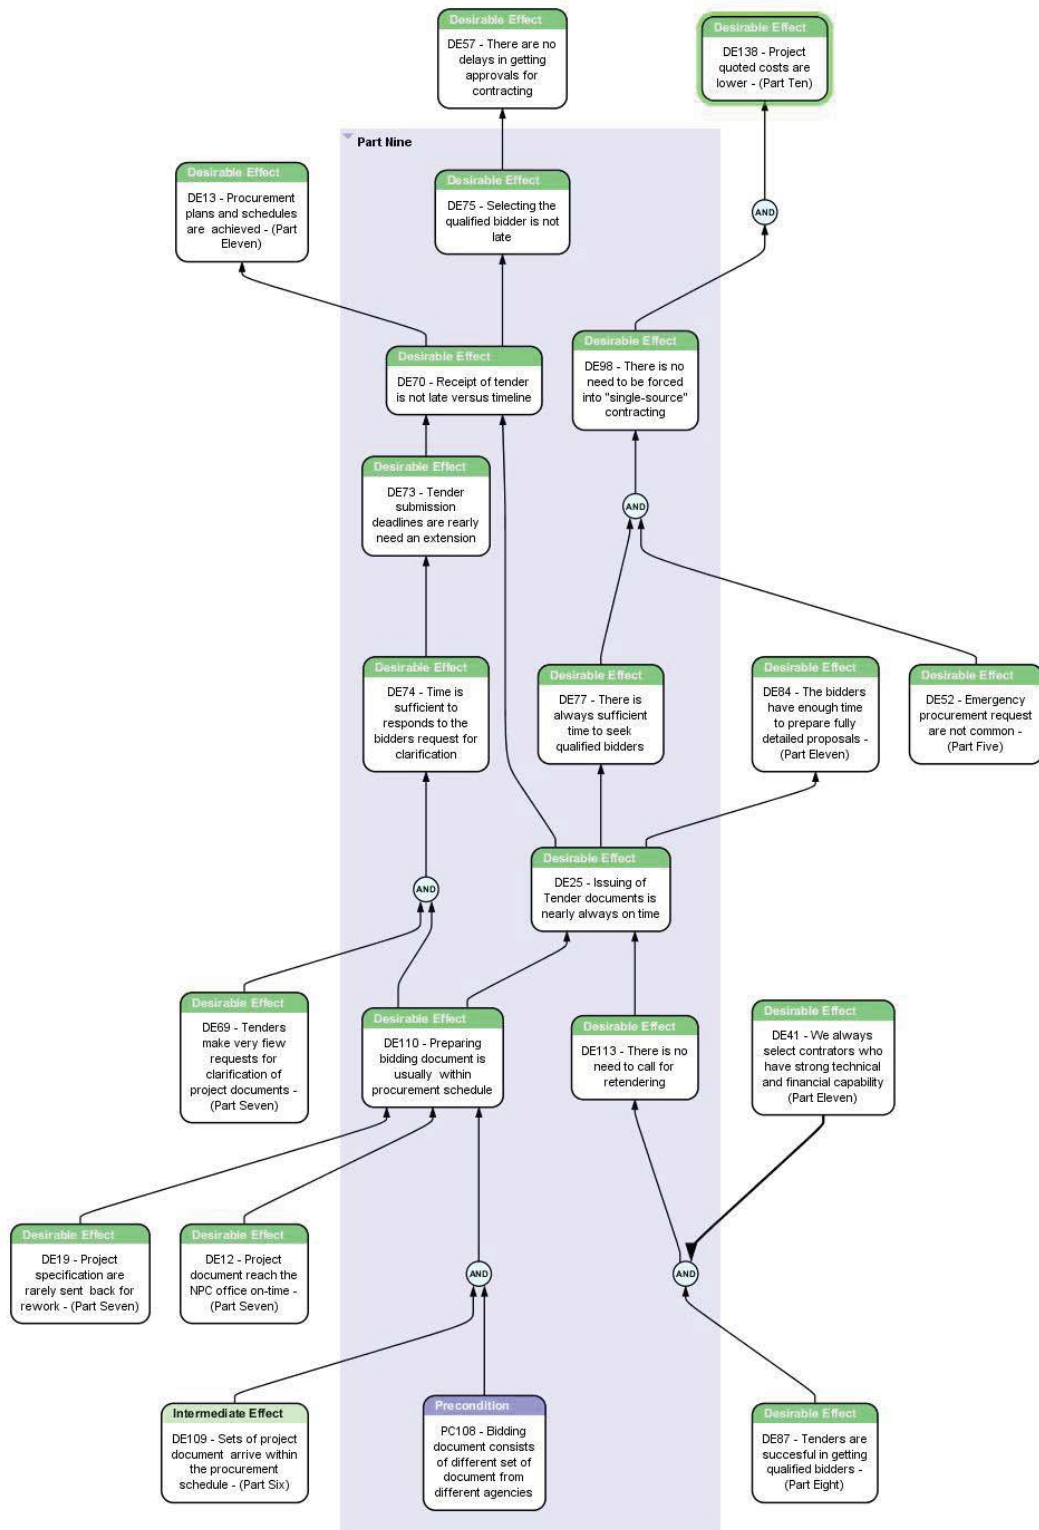 Desirable Effect
DE57 - There are no
delays in getting
approvals for
contracting
Desirable Effect
DE138 - Project
quoted costs are
lower - (Part Ten)
Part Nine
Desirable Effect
DE13 - Procurement
plans and schedules
are achieved - (Part
Eleven)
Desirable Effect
DE75 - Selecting the
qualified bidder is not
late
AND
Desirable Effect
DE70 - Receipt of tender
is not late versus timeline
Desirable Effect
DE98 - There is no
need to be forced
into "single-source"
contracting
Desirable Effect
DE73 - Tender
submission
deadlines are rearly
need an extension
AND
Desirable Effect
DE74 - Time is
sufficient to
responds to the
bidders request for
clarification
Desirable Effect
DE77 - There is
always sufficient
time to seek
qualified bidders
Desirable Effect
DE84 - The bidders
have enough time
to prepare fully
detailed proposals -
(Part Eleven)
Desirable Effect
DE52 - Emergency
procurement request
are not common -
(Part Five)
Desirable Effect
DE25 - Issuing of
Tender documents is
nearly always on time
AND
Desirable Effect
DE69 - Tenders
make very fiew
requests for
clarification of
project documents -
(Part Seven)
Desirable Effect
DE110 - Preparing
bidding document is
usually within
procurement schedule
Desirable Effect
DE113 - There is no
need to call for
retendering
Desirable Effect
DE41 - We always
select contrators who
have strong technical
and financial capability
(Part Eleven)
Desirable Effect
DE19 - Project
specification are
rarely sent back for
rework - (Part Seven)
Desirable Effect
DE12 - Project
document reach the
NPC office on-time -
(Part Seven)
AND
AND
Intermediate Effect
DE109 - Sets of project
document arrive within
the procurement
schedule - (Part Six)
Precondition
PC108 - Bidding
document consists
of different set of
document from
different agencies
Desirable Effect
DE87 - Tenders are
succesful in getting
qualified bidders -
(Part Eight)